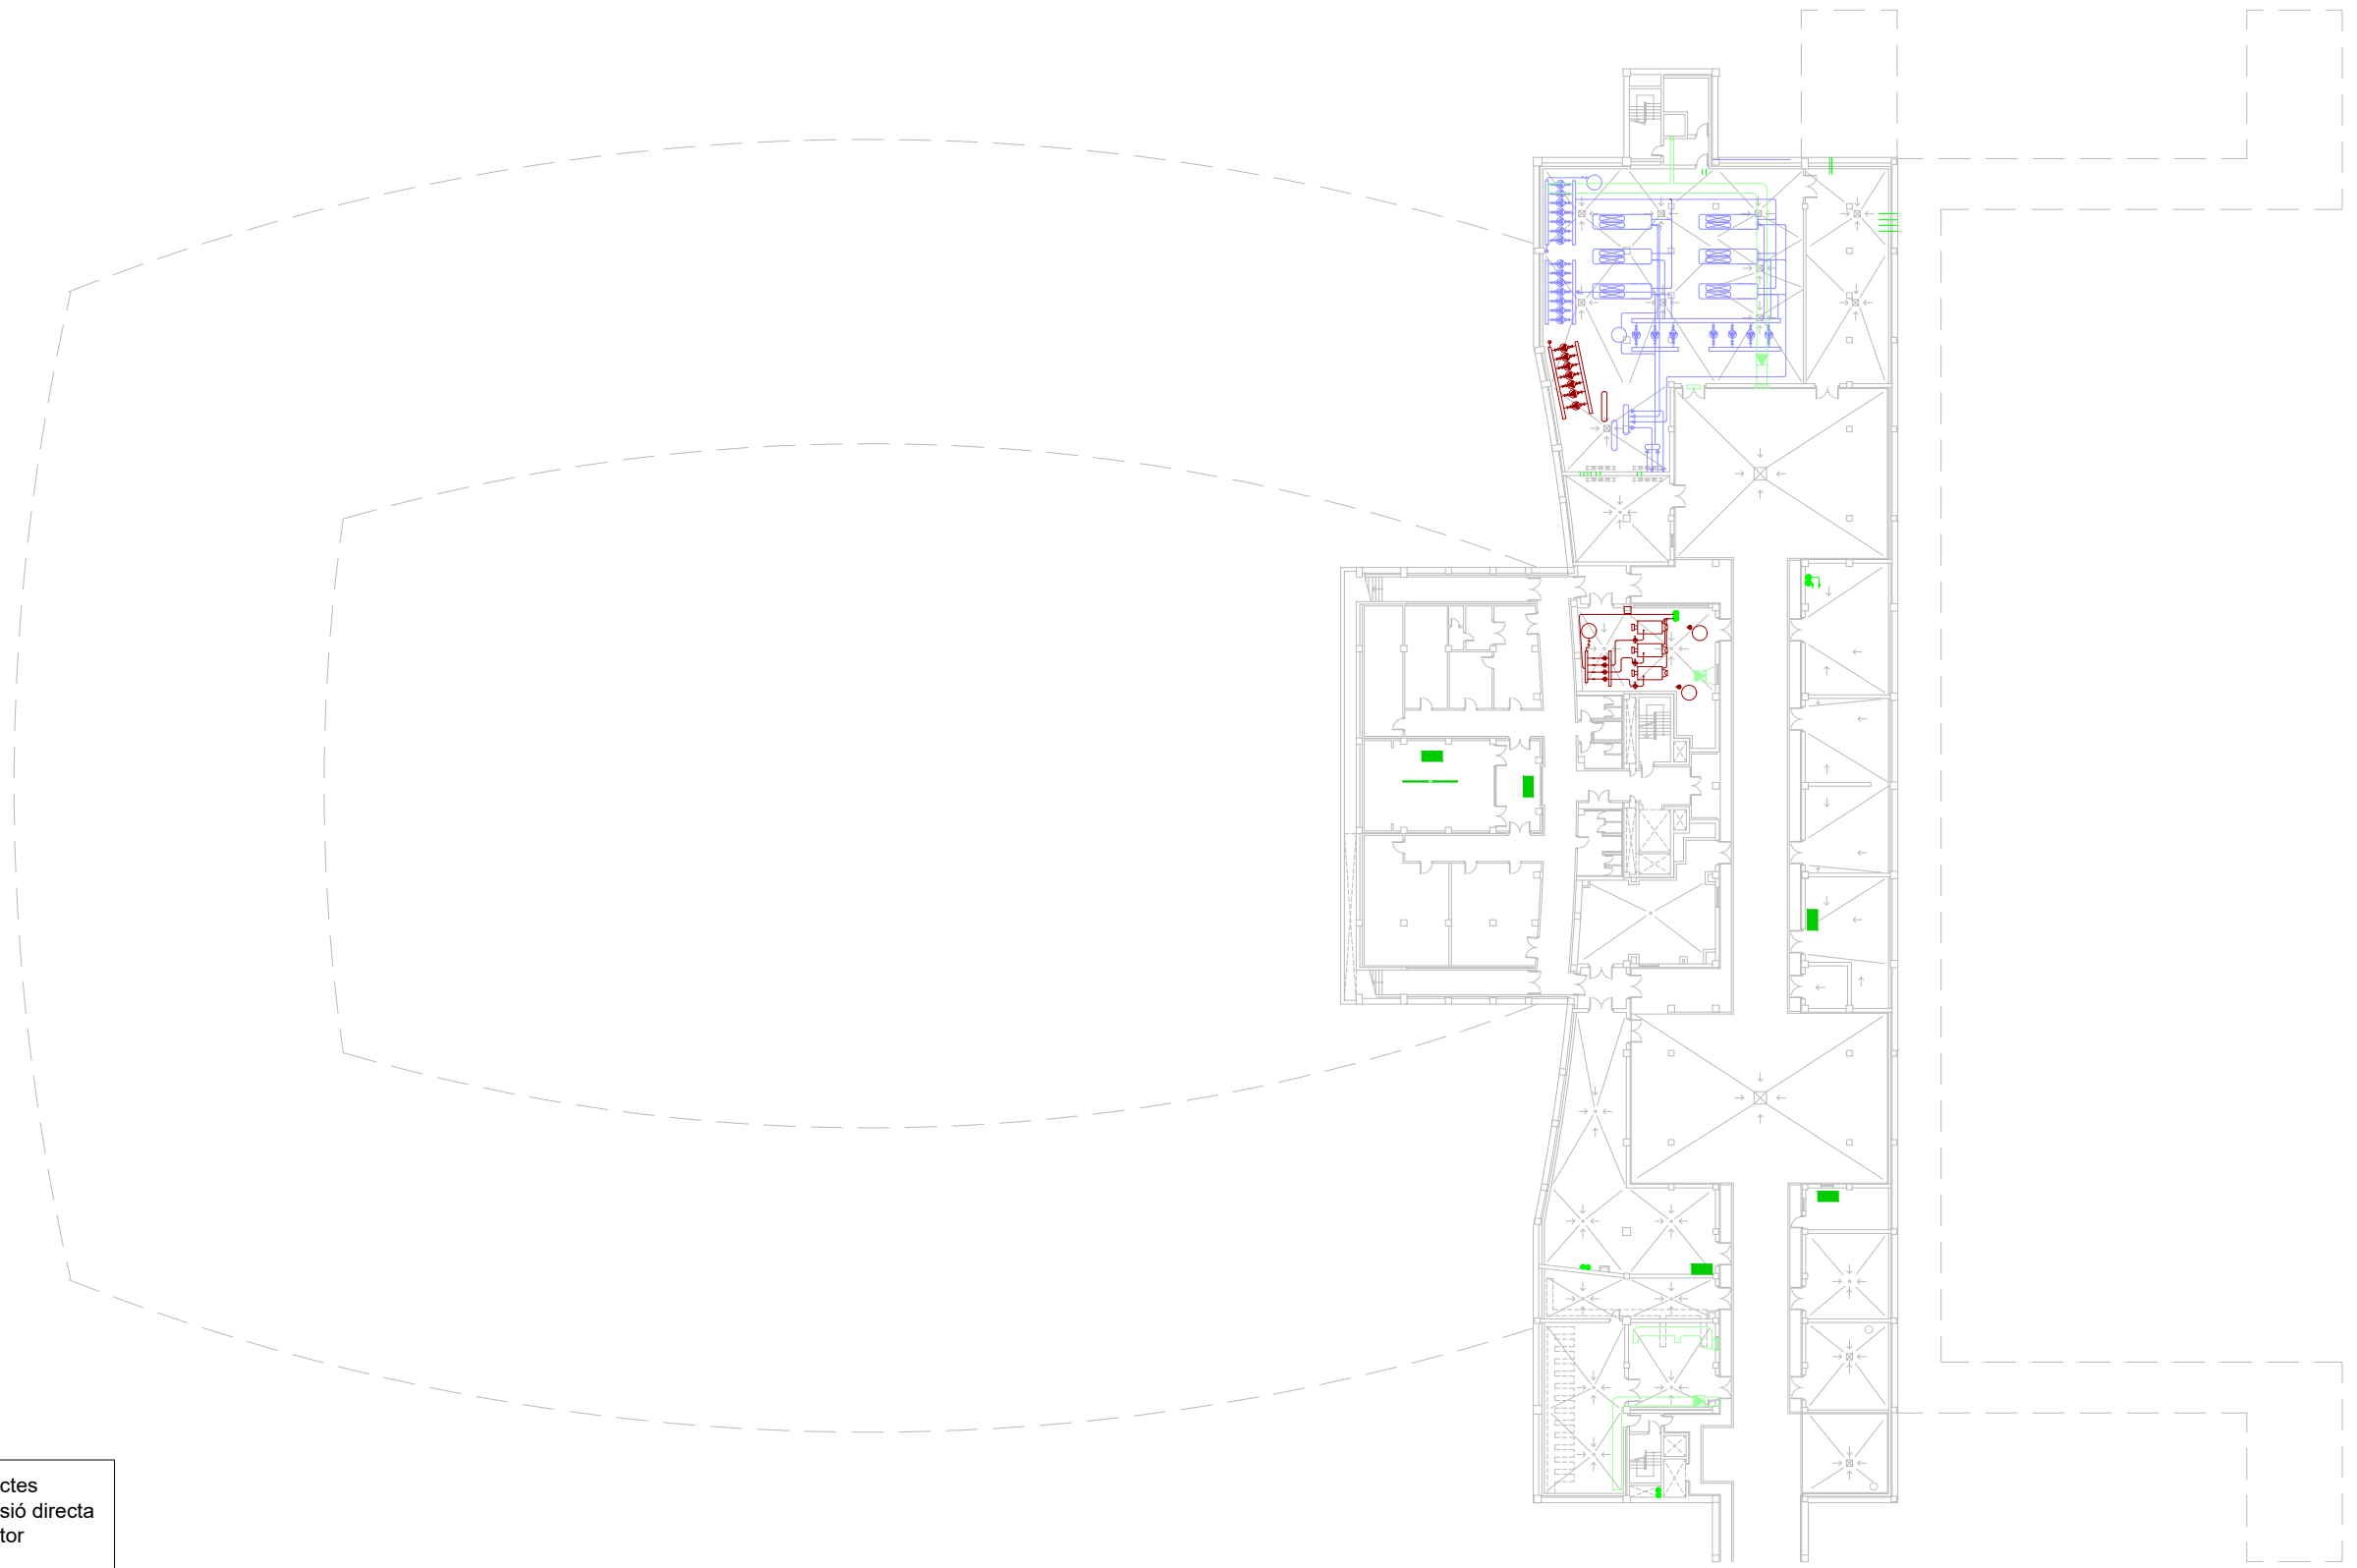 ctes
sió directa
tor